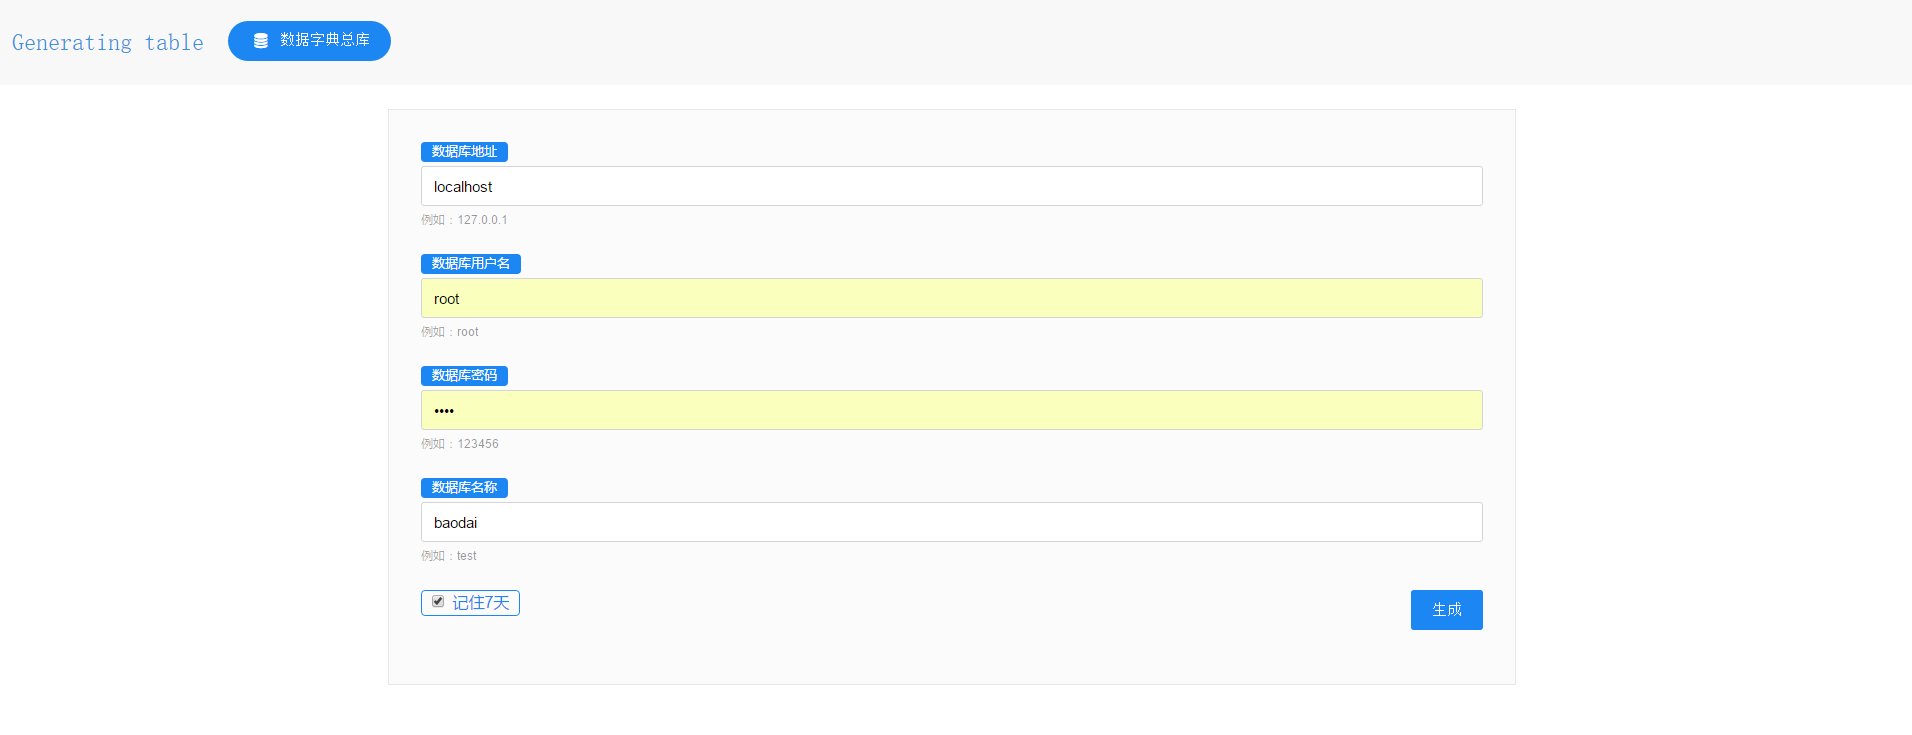 Generating table
数据字典总库
数据库地址
localhost
例如：127.0.0.1
数据库用户名
root
例如：root
数据库密码
••••
例如：123456
数据库名称
baodai
例如：test
记住7天
生成